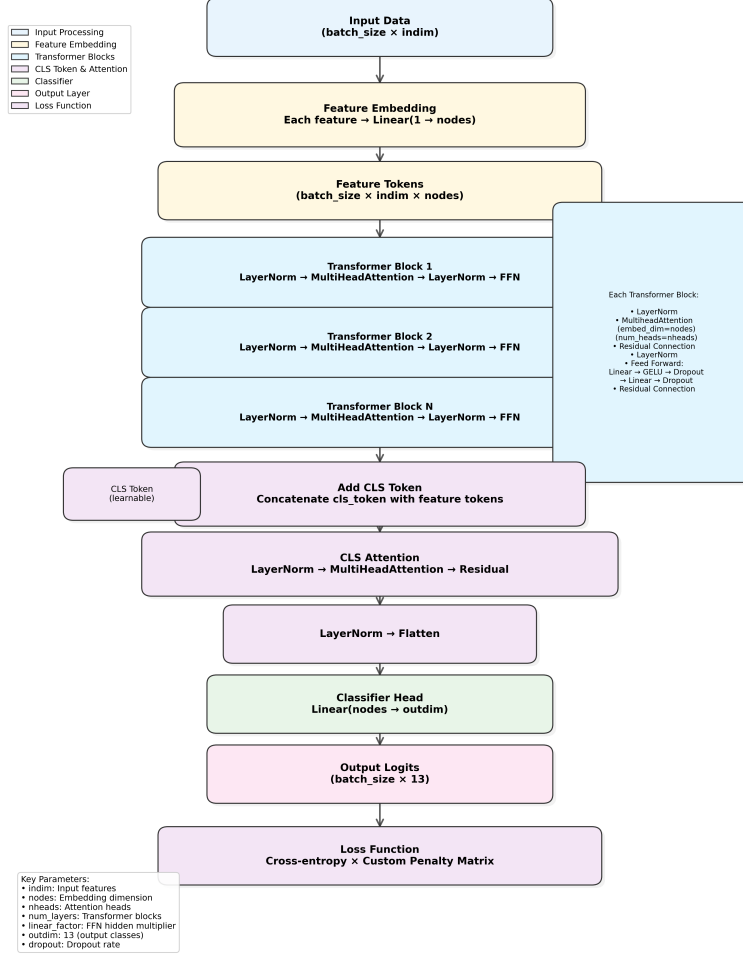 Input Data
(batch_size × indim)
Input Processing
Feature Embedding
Transformer Blocks
CLS Token & Attention
Classifier
Output Layer
Loss Function
Feature Embedding
Each feature → Linear(1 → nodes)
Feature Tokens
(batch_size × indim × nodes)
Transformer Block 1
LayerNorm → MultiHeadAttention → LayerNorm → FFN
Transformer Block 2
LayerNorm → MultiHeadAttention → LayerNorm → FFN
Transformer Block N
LayerNorm → MultiHeadAttention → LayerNorm → FFN
Each Transformer Block:
• LayerNorm
• MultiheadAttention
(embed_dim=nodes)
(num_heads=nheads)
• Residual Connection
• LayerNorm
• Feed Forward:
Linear → GELU → Dropout
→ Linear → Dropout
• Residual Connection
CLS Token
(learnable)
Add CLS Token
Concatenate cls_token with feature tokens
CLS Attention
LayerNorm → MultiHeadAttention → Residual
LayerNorm → Flatten
Classifier Head
Linear(nodes → outdim)
Output Logits
(batch_size × 13)
Loss Function
Cross-entropy × Custom Penalty Matrix
Key Parameters:
• indim: Input features
• nodes: Embedding dimension
• nheads: Attention heads
• num_layers: Transformer blocks
• linear_factor: FFN hidden multiplier
• outdim: 13 (output classes)
• dropout: Dropout rate